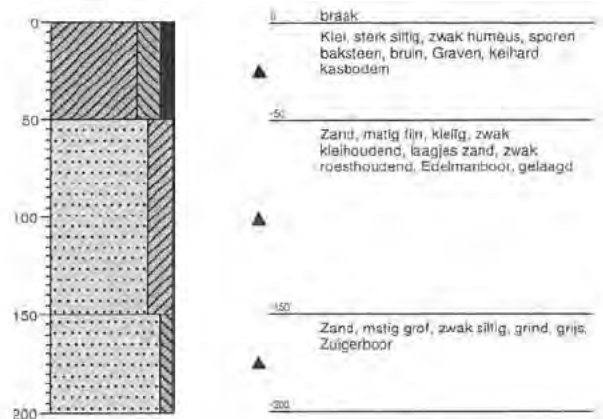 0
0 braak
Klei, sterk siltig, zwak humeus, sporen
baksteen, bruin, Graven, keihard
kasbodem
50
-50
Zand, matig fijn, kleiïg, zwak
kleihoudend, laagjes zand, zwak
roesthoudend, Edelmanboor, gelaagd
100
150
-150
Zand, matig grof, zwak siltig, grind, grijs,
Zuigerboor
200
-200